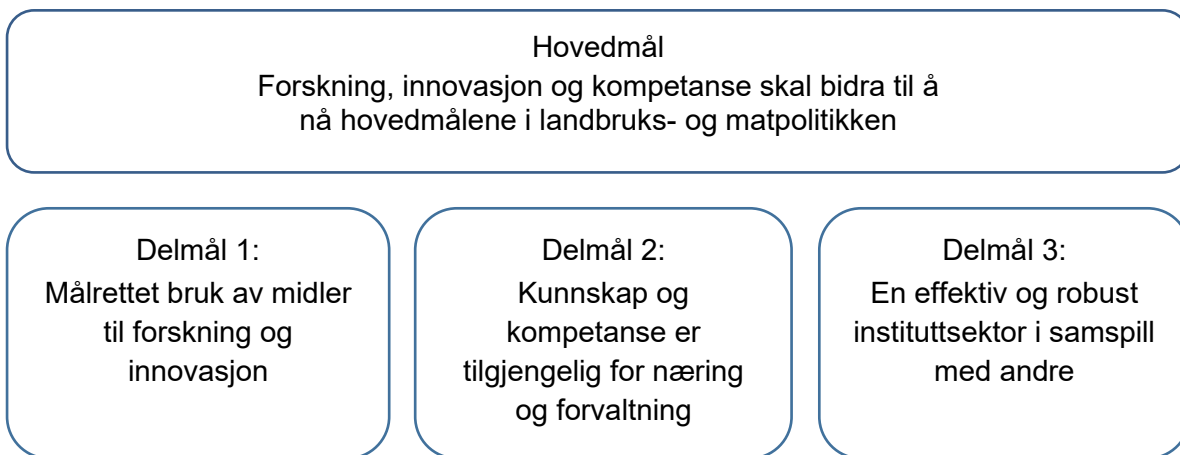 Hovedmål
Forskning, innovasjon og kompetanse skal bidra til å
nå hovedmålene i landbruks- og matpolitikken
Delmål 1:
Målrettet bruk av midler
til forskning og
innovasjon
Delmål 2:
Kunnskap og
kompetanse er
tilgjengelig for næring
og forvaltning
Delmål 3:
En effektiv og robust
instituttsektor i samspill
med andre